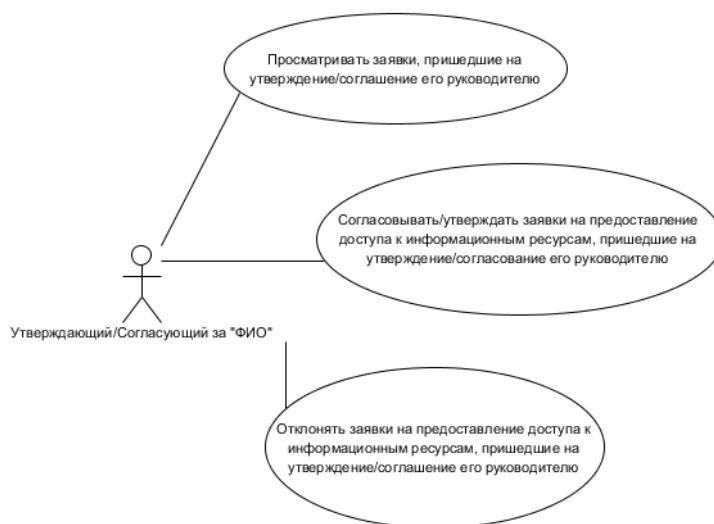 Просматривать заявки, пришедшие на
утверждение/соглашение его руководителю
Согласовывать/утверждать заявки на предоставление
доступа к информационным ресурсам, пришедшие на
утверждение/согласование его руководителю
Утверждающий/Согласующий за "ФИО"
Отклонять заявки на предоставление доступа к
информационным ресурсам, пришедшие на
утверждение/соглашение его руководителю